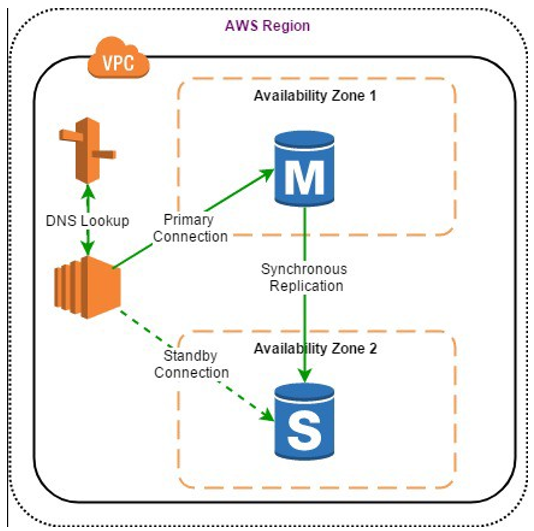 AWS Region
VPC
Availability Zone 1
M
DNS Lookup
Primary
Connection
Synchronous
Replication
Standby
Connection
Availability Zone 2
S